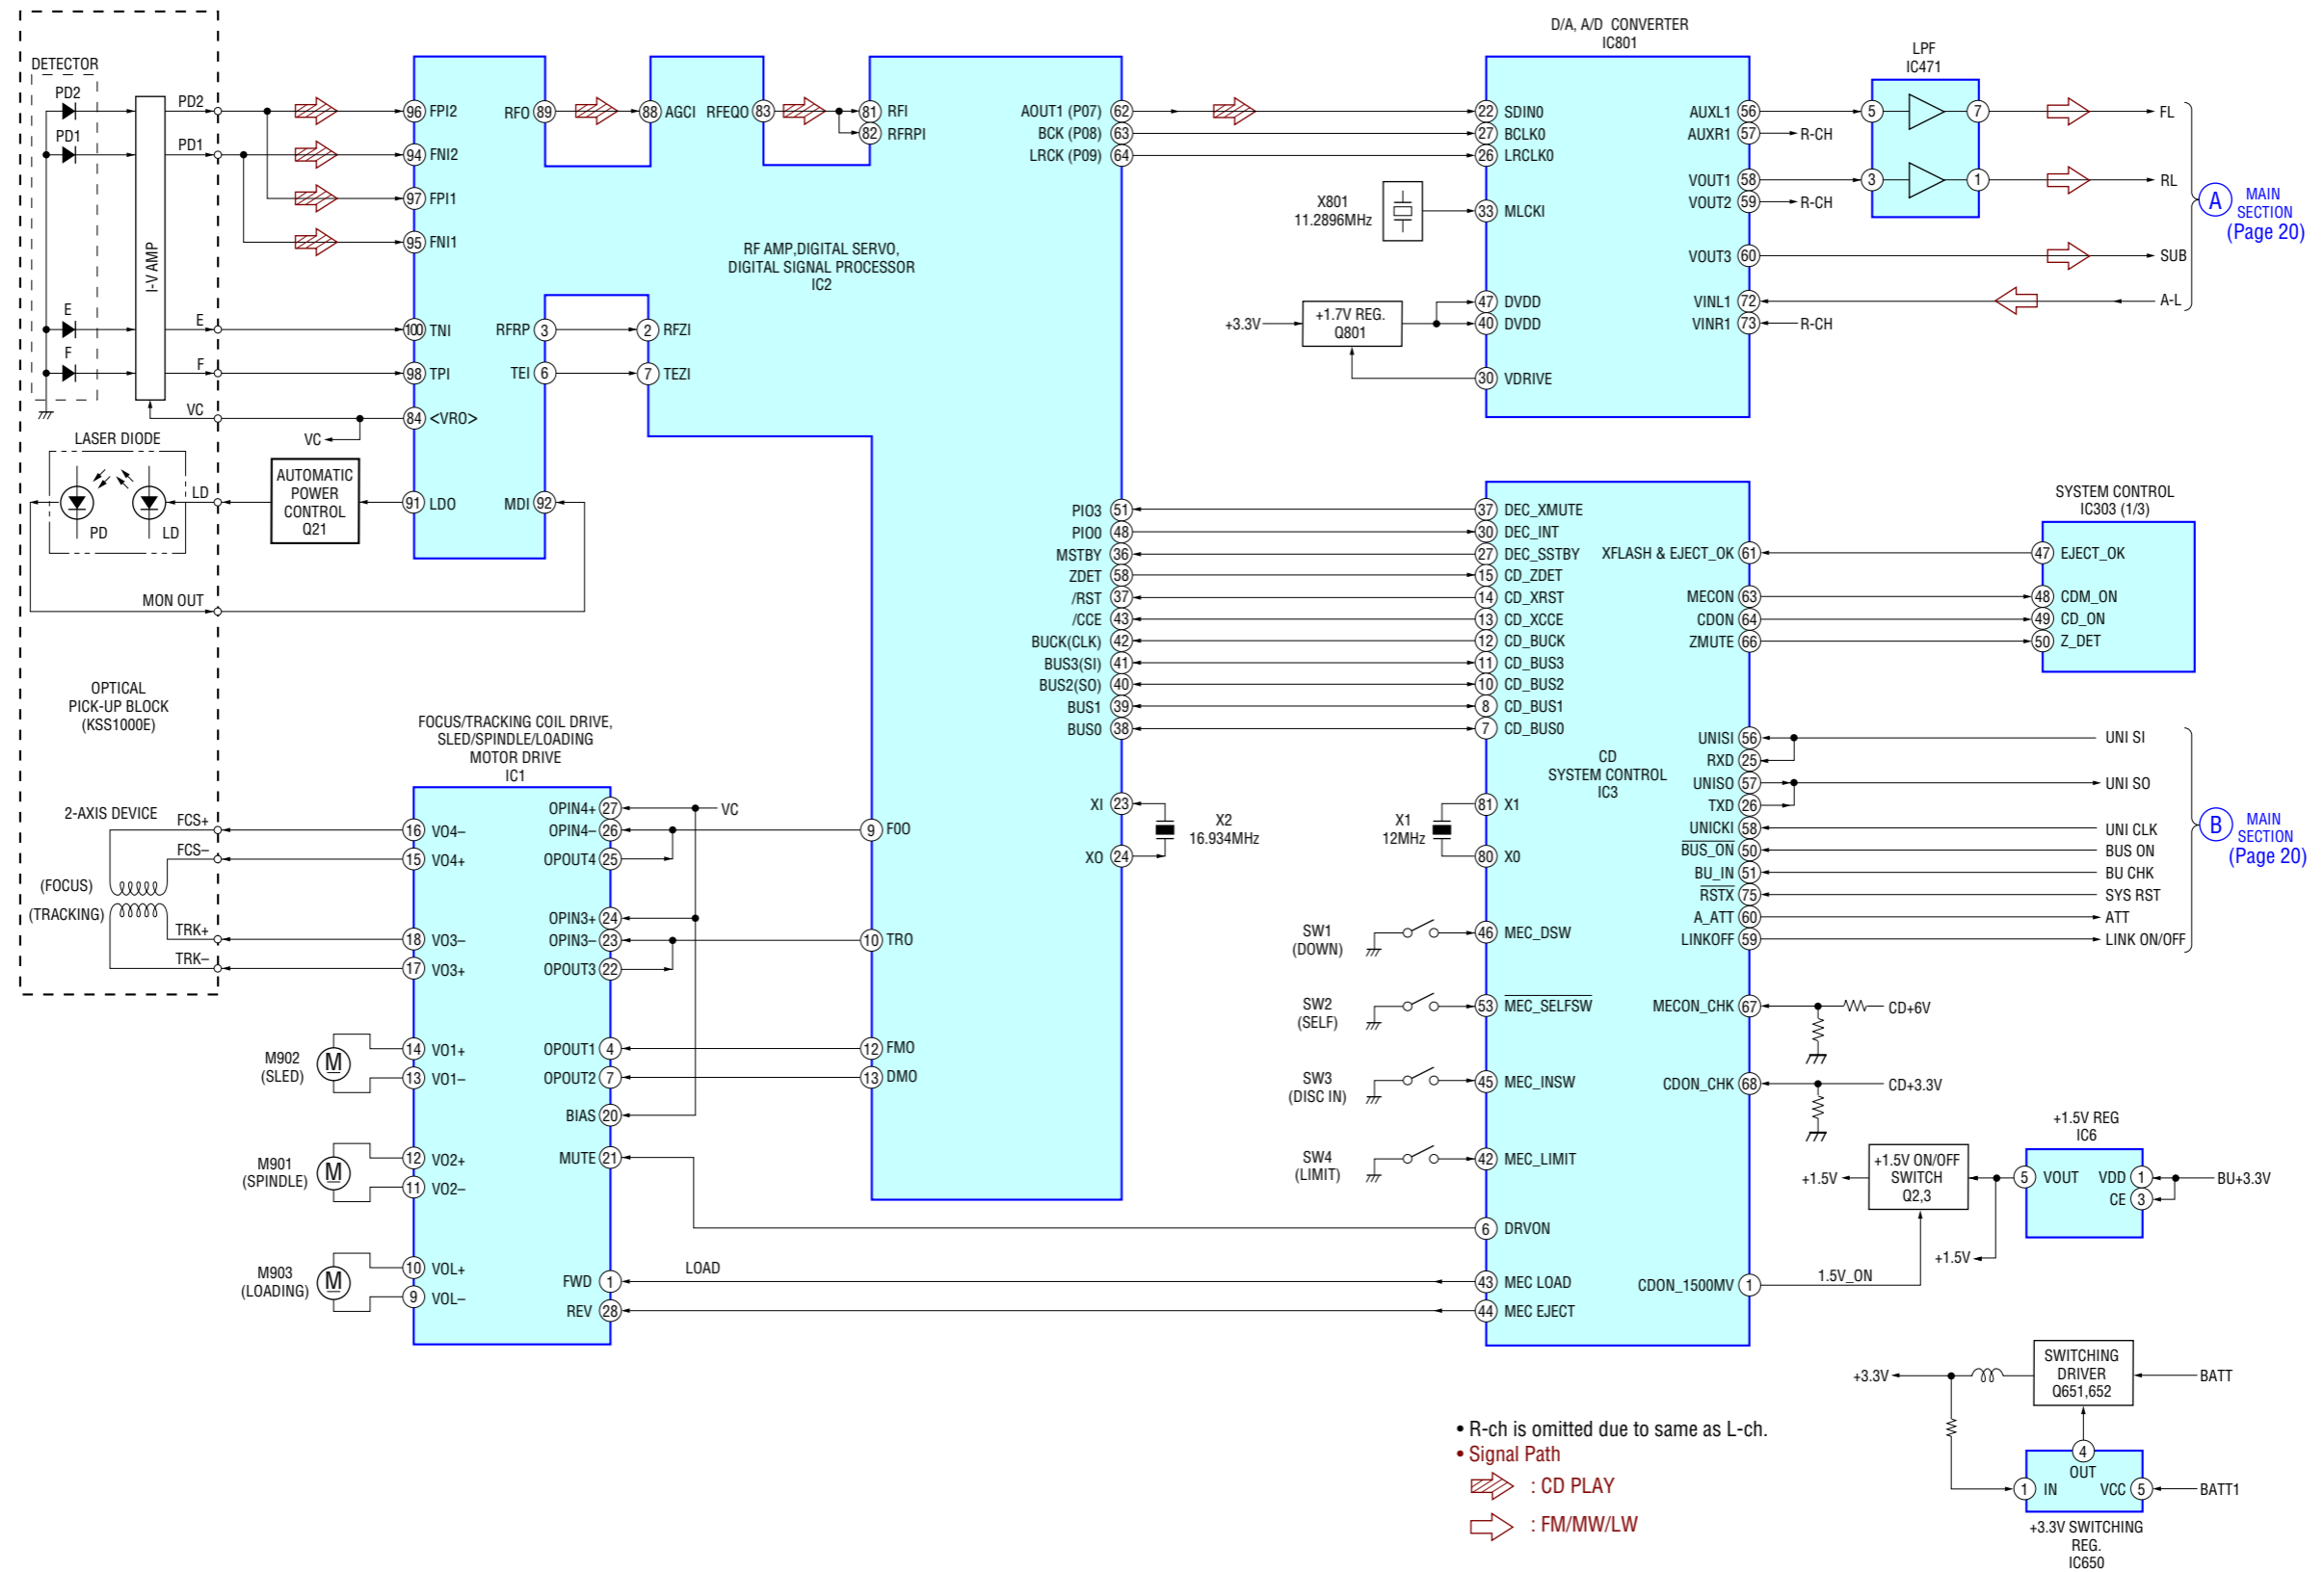 DETECTOR
PD2
PD1
E
F
I-V AMP
PD2
PD1
E
F
VC
VC
LASER DIODE
PD
LD
LD
AUTOMATIC
POWER
CONTROL
Q21
MON OUT
OPTICAL
PICK-UP BLOCK
(KSS1000E)
2-AXIS DEVICE
FCS+
FCS–
(FOCUS)
(TRACKING)
TRK+
TRK–
M902
(SLED)
M
M901
(SPINDLE)
M
M903
(LOADING)
M
RF AMP,DIGITAL SERVO,
DIGITAL SIGNAL PROCESSOR
IC2
96 FPI2
94 FNI2
97 FPI1
95 FNI1
100 TNI
98 TPI
84 <VRO>
91 LDO
RFO 89
88 AGCI
RFEQO 83
81 RFI
82 RFRPI
RFRP 3
2 RFZI
TEI 6
7 TEZI
MDI 92
AOUT1 (P07) 62
BCK (P08) 63
LRCK (P09) 64
PIO3 51
PIO0 48
MSTBY 36
ZDET 58
/RST 37
/CCE 43
BUCK(CLK) 42
BUS3(SI) 41
BUS2(SO) 40
BUS1 39
BUS0 38
XI 23
XO 24
X2
16.934MHz
9 FOO
10 TRO
12 FMO
13 DMO
FOCUS/TRACKING COIL DRIVE,
SLED/SPINDLE/LOADING
MOTOR DRIVE
IC1
16 VO4–
15 VO4+
18 VO3–
17 VO3+
14 VO1+
13 VO1–
12 VO2+
11 VO2–
10 VOL+
9 VOL–
OPIN4+ 27
VC
OPIN4– 26
OPOUT4 25
OPIN3+ 24
OPIN3– 23
OPOUT3 22
OPOUT1 4
OPOUT2 7
BIAS 20
MUTE 21
FWD 1
LOAD
REV 28
D/A, A/D CONVERTER
IC801
22 SDIN0
27 BCLK0
26 LRCLK0
33 MLCKI
47 DVDD
40 DVDD
30 VDRIVE
X801
11.2896MHz
+3.3V
+1.7V REG.
Q801
AUXL1 56
AUXR1 57 R-CH
VOUT1 58
VOUT2 59 R-CH
VOUT3 60
VINL1 72
VINR1 73 R-CH
LPF
IC471
5 7
3 1
FL
RL
SUB
A-L
A MAIN
SECTION
(Page 20)
CD
SYSTEM CONTROL
IC3
37 DEC_XMUTE
30 DEC_INT
27 DEC_SSTBY
15 CD_ZDET
14 CD_XRST
13 CD_XCCE
12 CD_BUCK
11 CD_BUS3
10 CD_BUS2
8 CD_BUS1
7 CD_BUS0
81 X1
80 X0
X1
12MHz
SW1
(DOWN)
46 MEC_DSW
SW2
(SELF)
53 MEC_SELFSW
SW3
(DISC IN)
45 MEC_INSW
SW4
(LIMIT)
42 MEC_LIMIT
6 DRVON
43 MEC LOAD
44 MEC EJECT
XFLASH & EJECT_OK 61
MECON 63
CDON 64
ZMUTE 66
UNISI 56
RXD 25
UNISO 57
TXD 26
UNICKI 58
BUS_ON 50
BU_IN 51
RSTX 75
A_ATT 60
LINKOFF 59
MECON_CHK 67
CDON_CHK 68
CDON_1500MV 1
SYSTEM CONTROL
IC303 (1/3)
47 EJECT_OK
48 CDM_ON
49 CD_ON
50 Z_DET
UNI SI
UNI SO
UNI CLK
BUS ON
BU CHK
SYS RST
ATT
LINK ON/OFF
B MAIN
SECTION
(Page 20)
CD+6V
CD+3.3V
+1.5V REG
IC6
5 VOUT
VDD 1
CE 3
BU+3.3V
+1.5V ON/OFF
SWITCH
Q2,3
+1.5V
+1.5V
1.5V_ON
SWITCHING
DRIVER
Q651,652
+3.3V
BATT
4
OUT
1 IN
VCC 5
BATT1
+3.3V SWITCHING
REG.
IC650
• R-ch is omitted due to same as L-ch.
• Signal Path
: CD PLAY
: FM/MW/LW